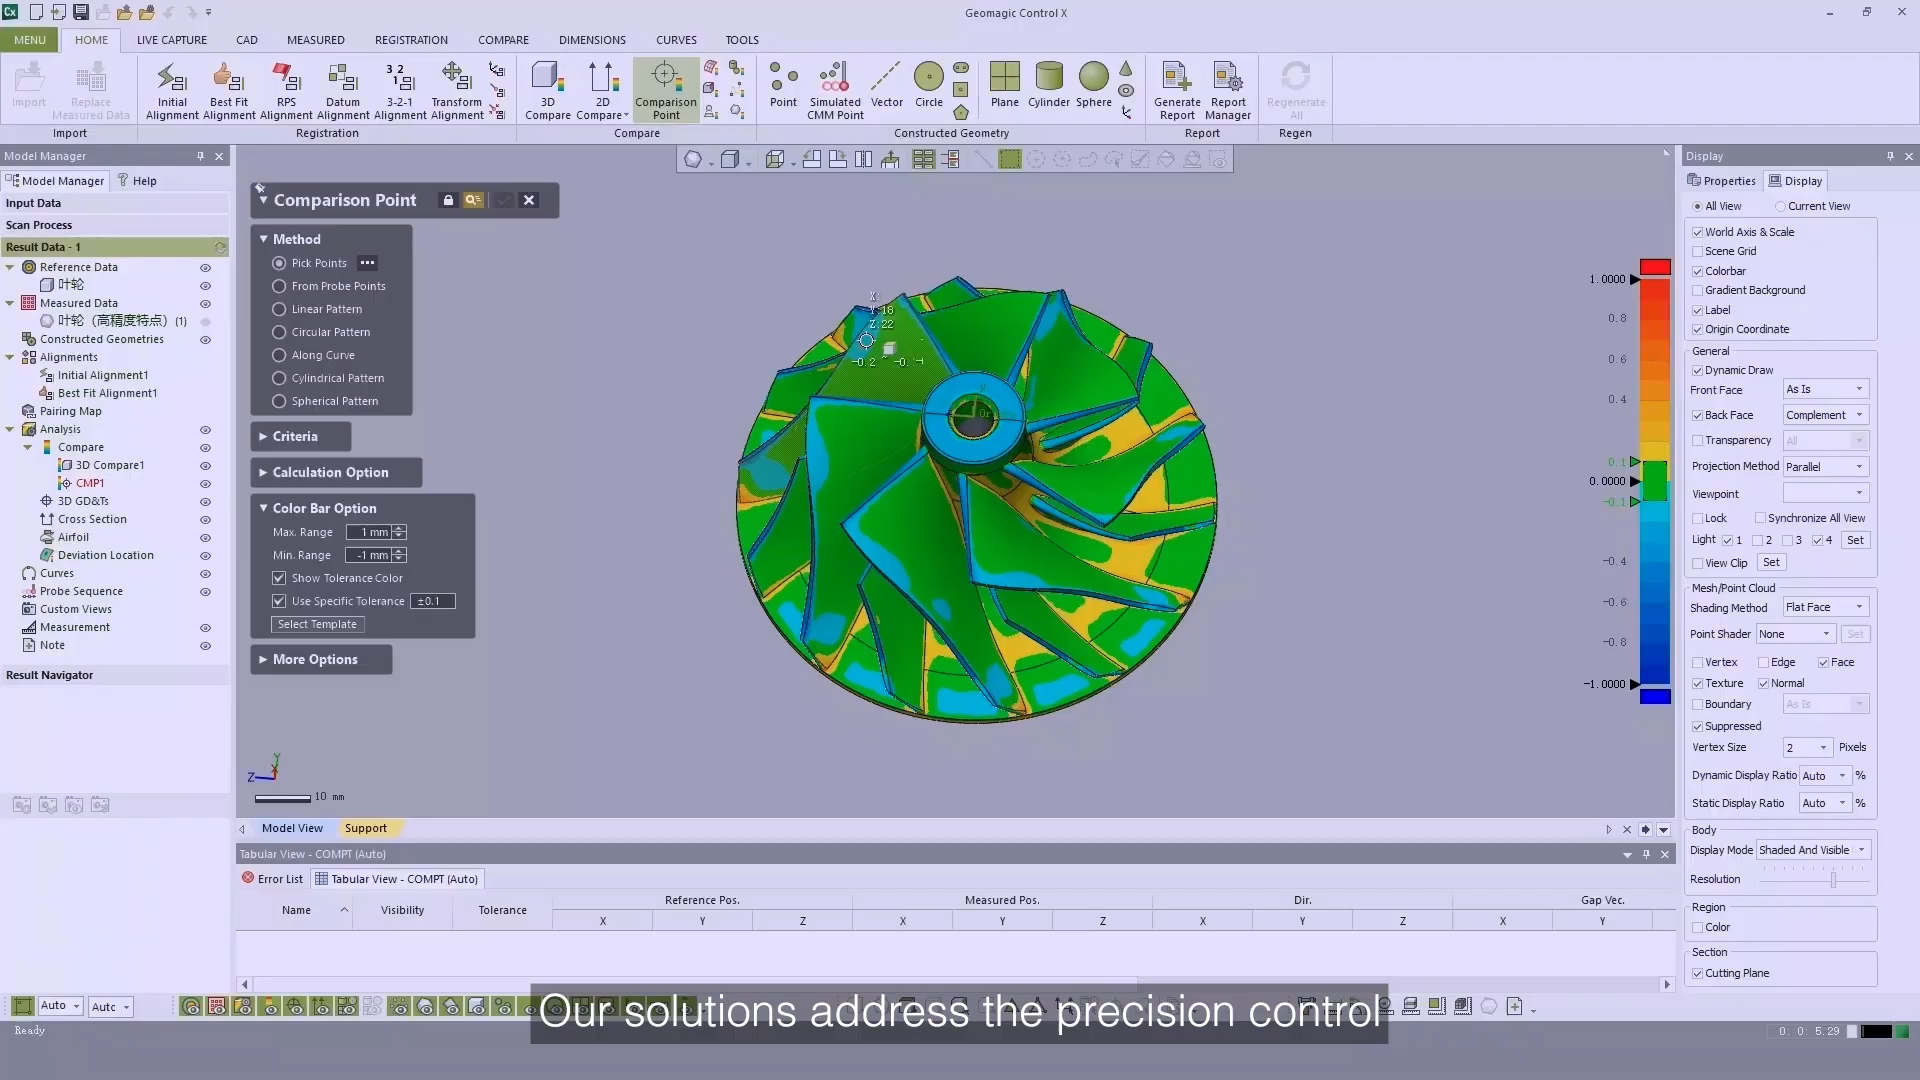 Geomagic Control X
MENU HOME LIVE CAPTURE CAD MEASURED REGISTRATION COMPARE DIMENSIONS CURVES TOOLS
Import
Replace Measured Data
Initial Alignment
Best Fit Alignment
RPS Alignment
Datum Alignment
3-2-1 Alignment
Transform Alignment
3D Compare
2D Compare
Comparison Point
Point
Simulated CMM Point
Vector
Circle
Plane
Cylinder
Sphere
Generate Report
Report Manager
Regenerate All
Import Registration Compare Constructed Geometry Report Regen
Model Manager
Model Manager Help
Input Data
Scan Process
Result Data - 1
Reference Data
叶轮
Measured Data
叶轮（高精度特点）(1)
Constructed Geometries
Alignments
Initial Alignment1
Best Fit Alignment1
Pairing Map
Analysis
Compare
3D Compare1
CMP1
3D GD&Ts
Cross Section
Airfoil
Deviation Location
Curves
Probe Sequence
Custom Views
Measurement
Note
Result Navigator
Comparison Point
Method
Pick Points
From Probe Points
Linear Pattern
Circular Pattern
Along Curve
Cylindrical Pattern
Spherical Pattern
Criteria
Calculation Option
Color Bar Option
Max. Range 1 mm
Min. Range -1 mm
Show Tolerance Color
Use Specific Tolerance ±0.1
Select Template
More Options
X:
Y:18
Z:22
Y
Z
X
10 mm
1.0000
0.8
0.6
0.4
0.1
0.0000
-0.1
-0.4
-0.6
-0.8
-1.0000
Model View Support
Tabular View - COMPT (Auto)
Error List Tabular View - COMPT (Auto)
Name Visibility Tolerance Reference Pos. Measured Pos. Dir. Gap Vec.
X Y Z X Y Z X Y Z X Y
Display
Properties Display
All View Current View
World Axis & Scale
Scene Grid
Colorbar
Gradient Background
Label
Origin Coordinate
General
Dynamic Draw
Front Face As Is
Back Face Complement
Transparency All
Projection Method Parallel
Viewpoint
Lock Synchronize All View
Light 1 2 3 4 Set
View Clip Set
Mesh/Point Cloud
Shading Method Flat Face
Point Shader None Set
Vertex Edge Face
Texture Normal
Boundary As Is
Suppressed
Vertex Size 2 Pixels
Dynamic Display Ratio Auto %
Static Display Ratio Auto %
Body
Display Mode Shaded And Visible
Resolution
Region
Color
Section
Cutting Plane
Auto Auto
Our solutions address the precision control
Ready
0: 0: 5.29